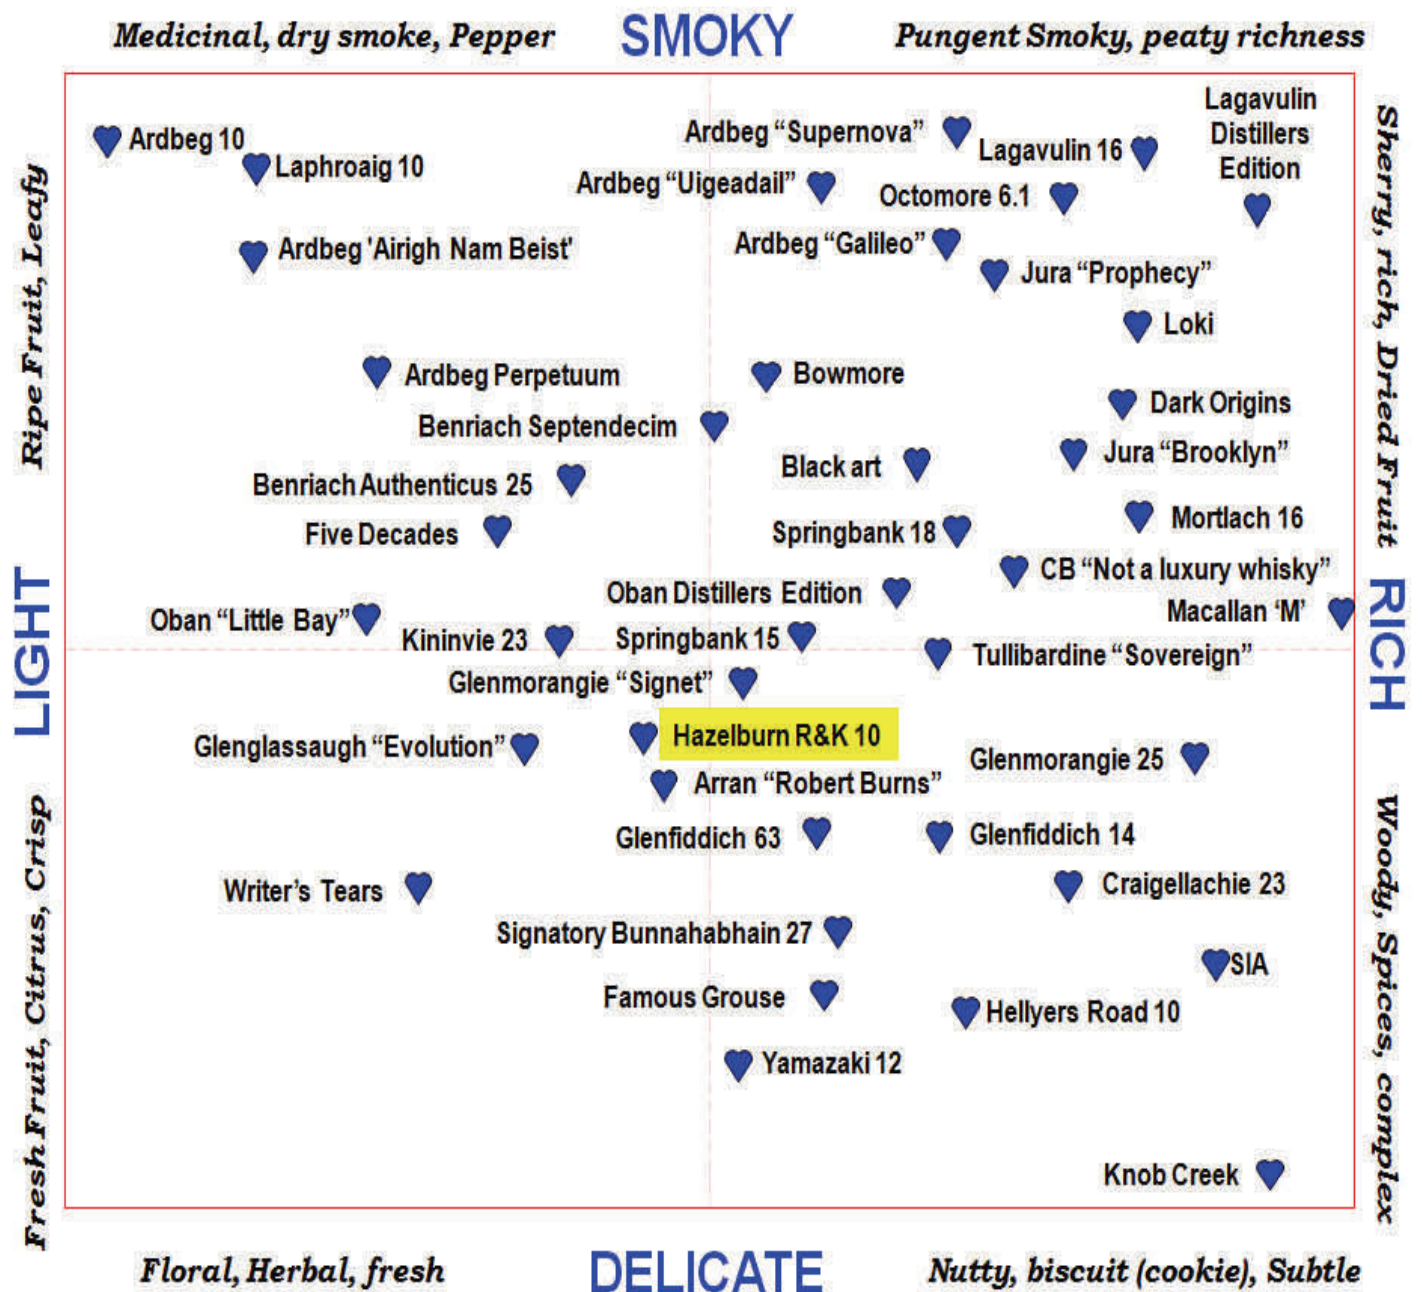 Medicinal, dry smoke, Pepper
SMOKY
Pungent Smoky, peaty richness
Ripe Fruit, Leafy
LIGHT
Fresh Fruit, Citrus, Crisp
Ardbeg 10
Laphroaig 10
Ardbeg 'Airigh Nam Beist'
Ardbeg “Supernova”
Lagavulin 16
Lagavulin
Distillers
Edition
Ardbeg “Uigeadail”
Octomore 6.1
Ardbeg “Galileo”
Jura “Prophecy”
Loki
Ardbeg Perpetuum
Bowmore
Dark Origins
Benriach Septendecim
Jura “Brooklyn”
Black art
Benriach Authenticus 25
Mortlach 16
Five Decades
Springbank 18
CB “Not a luxury whisky”
Oban Distillers Edition
Macallan ‘M’
Oban “Little Bay”
Kininvie 23
Springbank 15
Tullibardine “Sovereign”
Glenmorangie “Signet”
Hazelburn R&K 10
Glenglassaugh “Evolution”
Glenmorangie 25
Arran “Robert Burns”
Glenfiddich 63
Glenfiddich 14
Writer’s Tears
Craigellachie 23
Signatory Bunnahabhain 27
SIA
Famous Grouse
Hellyers Road 10
Yamazaki 12
Knob Creek
Sherry, rich, Dried Fruit
RICH
Woody, Spices, complex
Floral, Herbal, fresh
DELICATE
Nutty, biscuit (cookie), Subtle